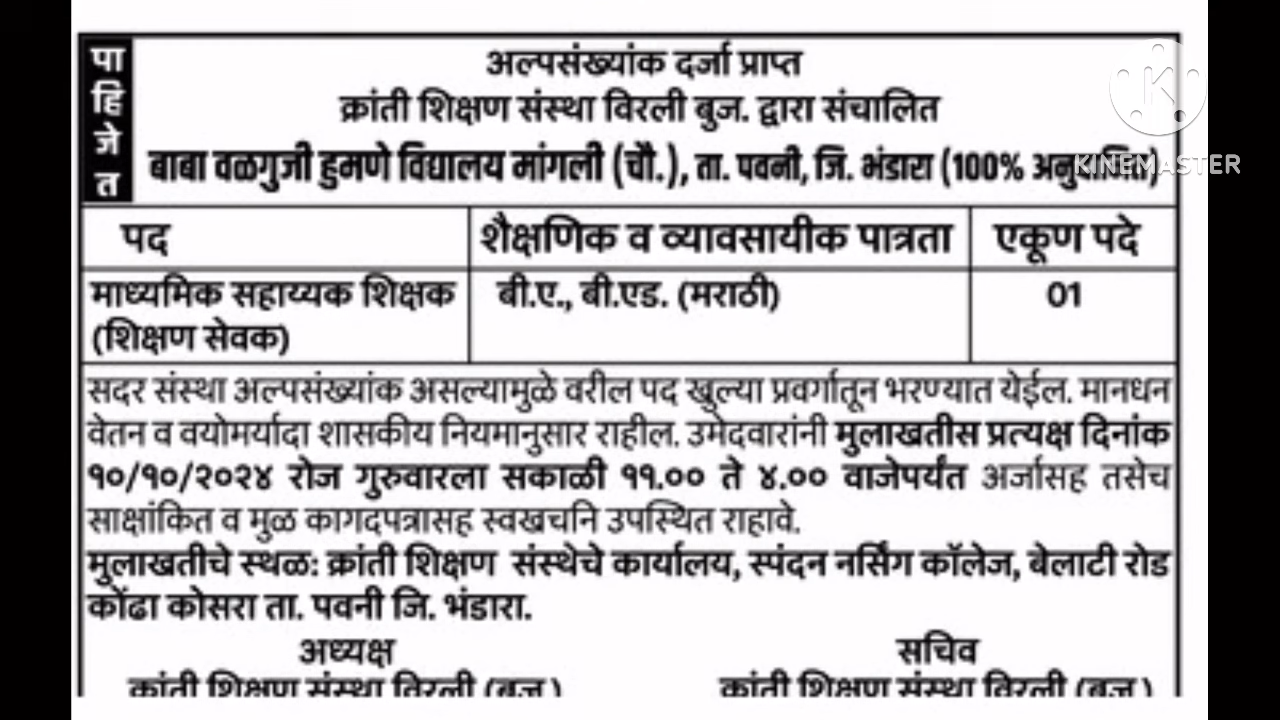 पाहिजेत
अल्पसंख्यांक दर्जा प्राप्त
क्रांती शिक्षण संस्था विरली बुज. द्वारा संचालित
बाबा वळगुजी हुमणे विद्यालय मांगली (चौ.), ता. पवनी, जि. भंडारा (100% अनुदानित)
KINEMASTER
पद शैक्षणिक व व्यावसायीक पात्रता एकूण पदे
माध्यमिक सहाय्यक शिक्षक बी.ए., बी.एड. (मराठी) 01
(शिक्षण सेवक)
सदर संस्था अल्पसंख्यांक असल्यामुळे वरील पद खुल्या प्रवर्गातून भरण्यात येईल. मानधन
वेतन व वयोमर्यादा शासकीय नियमानुसार राहील. उमेदवारांनी मुलाखतीस प्रत्यक्ष दिनांक
१०/१०/२०२४ रोज गुरुवारला सकाळी ११.०० ते ४.०० वाजेपर्यंत अर्जासह तसेच
साक्षांकित व मुळ कागदपत्रासह स्वखर्चाने उपस्थित राहावे.
मुलाखतीचे स्थळ: क्रांती शिक्षण संस्थेचे कार्यालय, स्पंदन नर्सिंग कॉलेज, बेलाटी रोड
कोंढा कोसरा ता. पवनी जि. भंडारा.
अध्यक्ष सचिव
क्रांती शिक्षण संस्था विरली (बुज.) क्रांती शिक्षण संस्था विरली (बुज.)